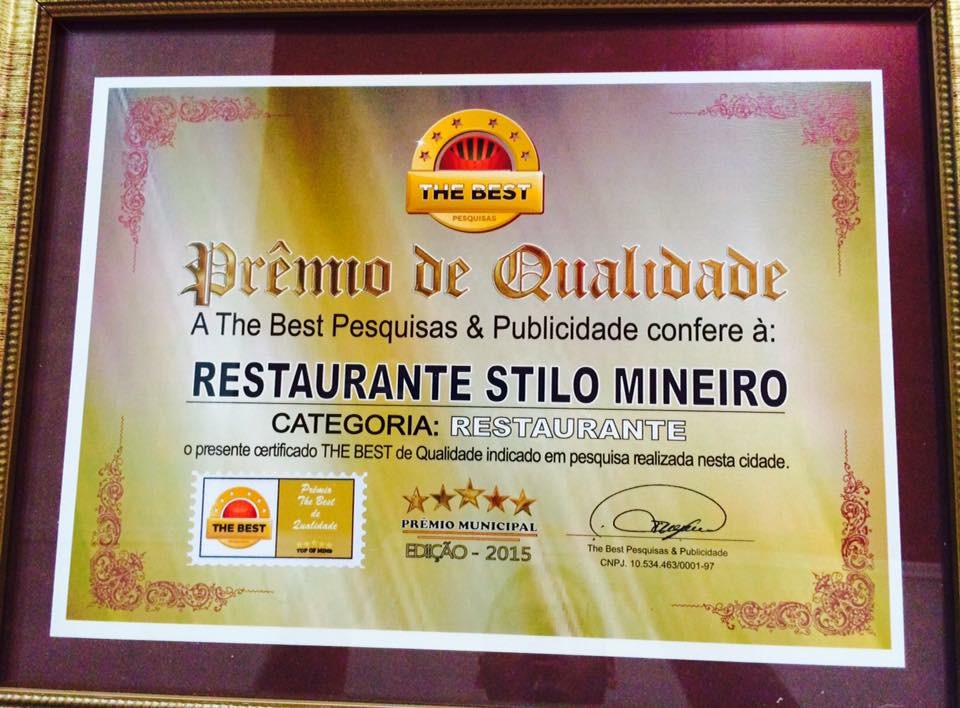 THE BEST
PESQUISAS
Prêmio de Qualidade
A The Best Pesquisas & Publicidade confere à:
RESTAURANTE STILO MINEIRO
CATEGORIA: RESTAURANTE
o presente certificado THE BEST de Qualidade indicado em pesquisa realizada nesta cidade.
THE BEST
Prêmio
The Best
de
Qualidade
TOP OF MIND
PRÊMIO MUNICIPAL
EDIÇÃO - 2015
The Best Pesquisas & Publicidade
CNPJ. 10.534.463/0001-97